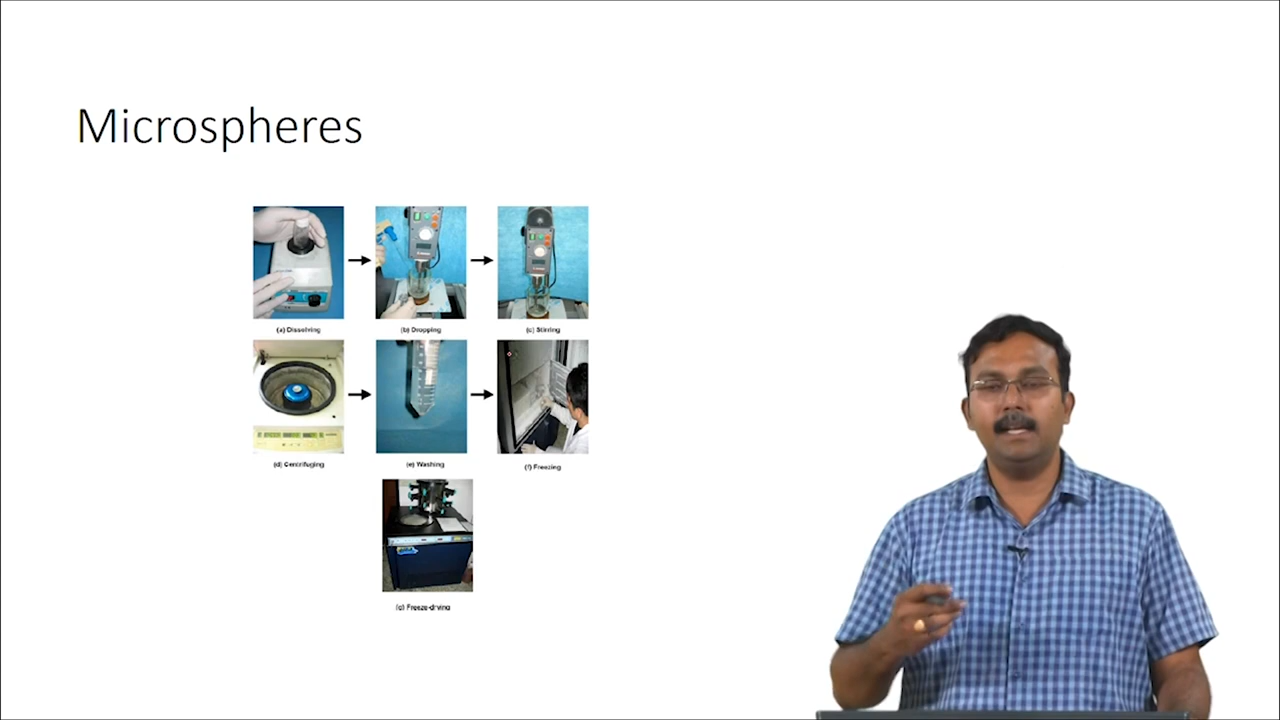 Microspheres
(a) Dissolving
(b) Dropping
(c) Stirring
(d) Centrifuging
(e) Washing
(f) Freezing
(g) Freeze-drying